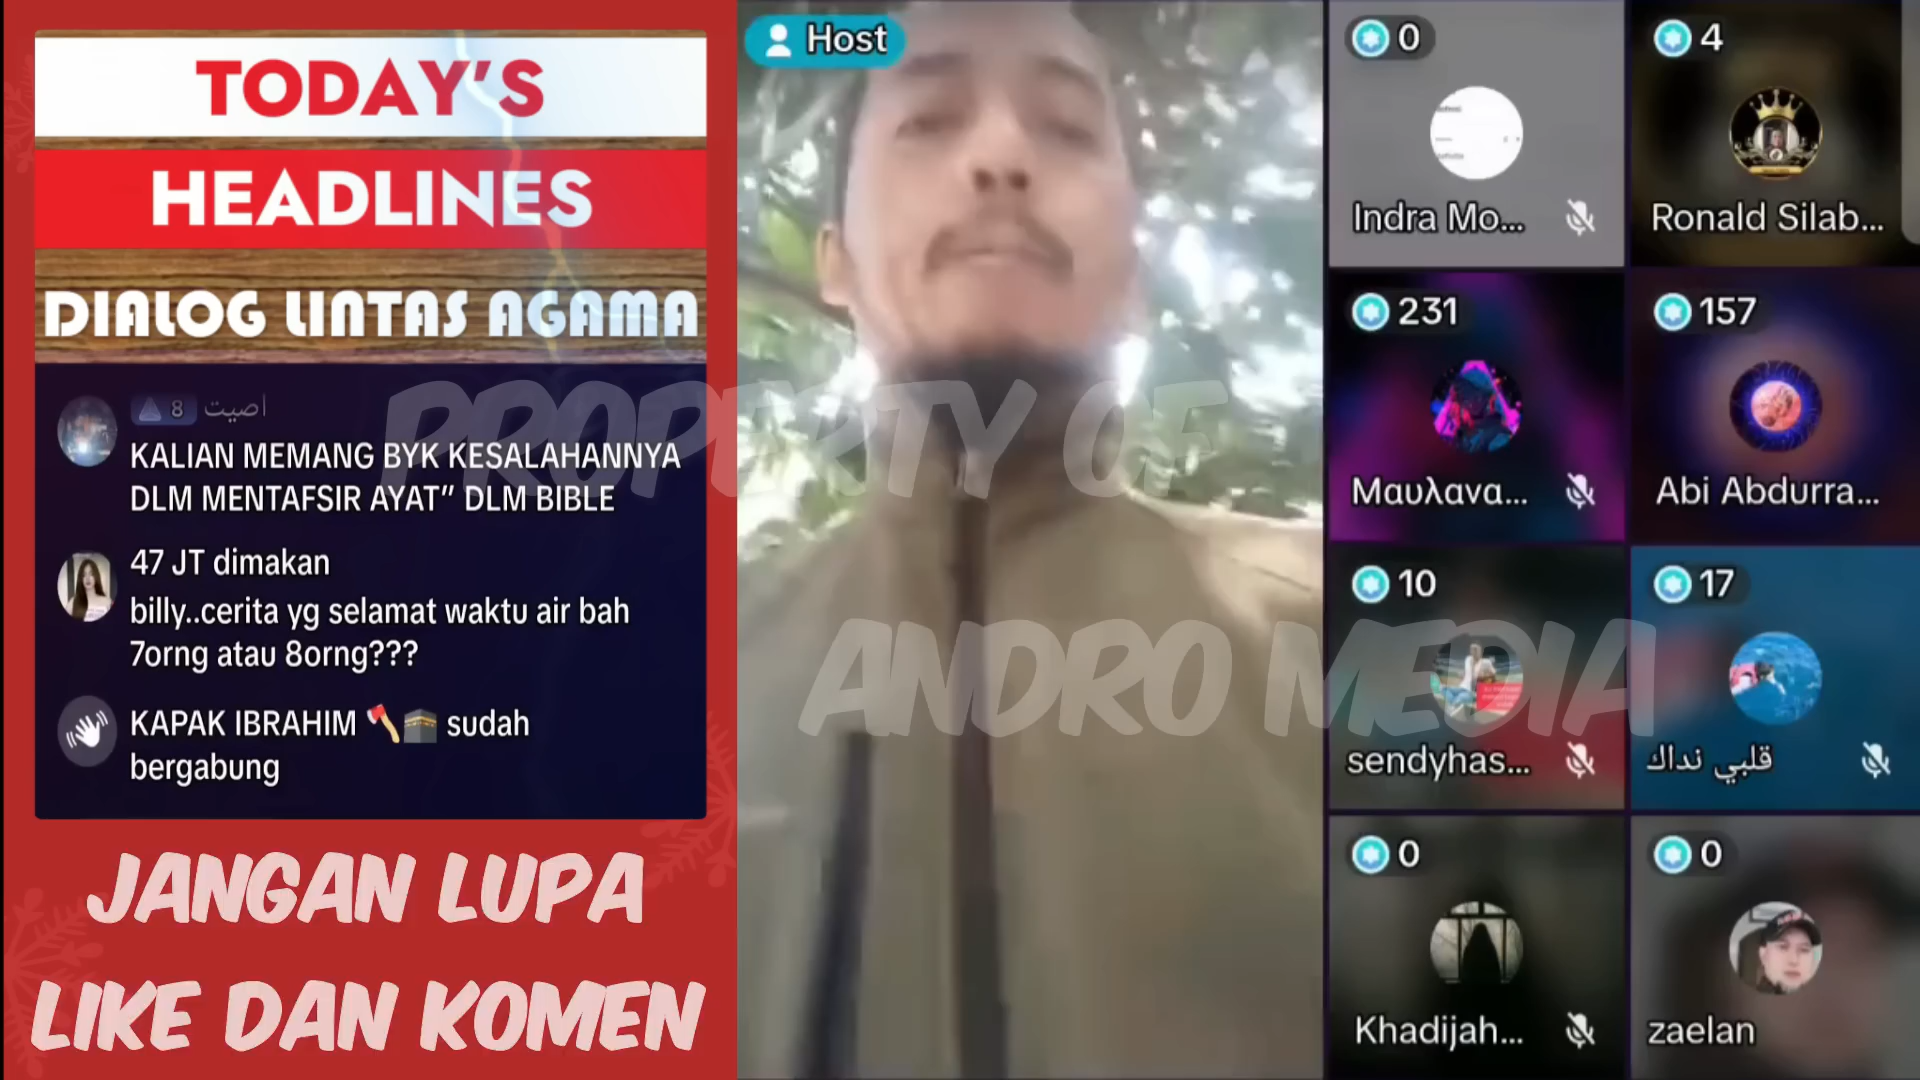 TODAY'S
HEADLINES
DIALOG LINTAS AGAMA
8 اصيت
KALIAN MEMANG BYK KESALAHANNYA
DLM MENTAFSIR AYAT” DLM BIBLE
47 JT dimakan
billy..cerita yg selamat waktu air bah
7orng atau 8orng???
KAPAK IBRAHIM 🪓🕋 sudah
bergabung
JANGAN LUPA
LIKE DAN KOMEN
Host
PROPERTY OF
ANDRO MEDIA
0
Indra Mo...
4
Ronald Silab...
231
Μαυλανα...
157
Abi Abdurra...
10
sendyhas...
17
قلبي نداك
0
Khadijah...
0
zaelan